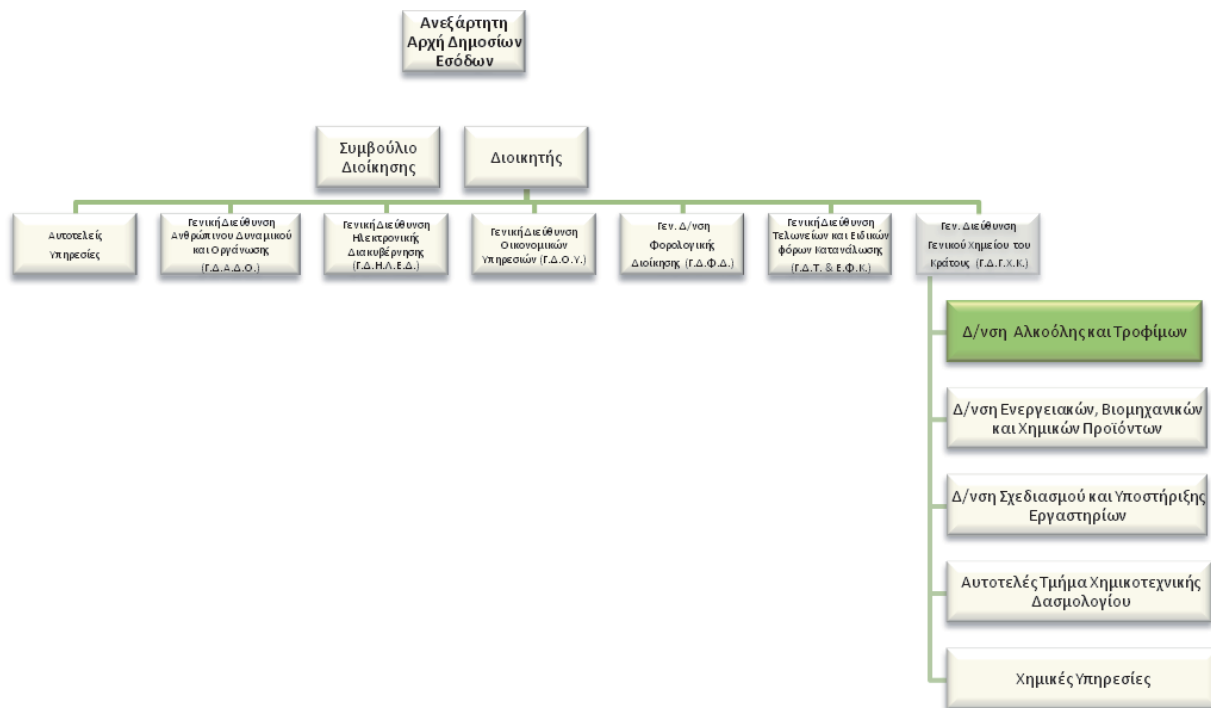 Ανεξάρτητη
Αρχή Δημοσίων
Εσόδων
Συμβούλιο
Διοίκησης
Διοικητής
Αυτοτελείς
Υπηρεσίες
Γενική Διεύθυνση
Ανθρώπινου Δυναμικού
και Οργάνωσης
(Γ.Δ.Α.Δ.Ο.)
Γενική Διεύθυνση
Ηλεκτρονικής
Διακυβέρνησης
(Γ.Δ.Η.Λ.Ε.Δ.)
Γενική Διεύθυνση
Οικονομικών
Υπηρεσιών (Γ.Δ.Ο.Υ.)
Γεν. Δ/νση
Φορολογικής
Διοίκησης (Γ.Δ.Φ.Δ.)
Γενική Διεύθυνση
Τελωνείων και Ειδικών
φόρων Κατανάλωσης
(Γ.Δ.Τ. & Ε.Φ.Κ.)
Γεν. Διεύθυνση
Γενικού Χημείου του
Κράτους (Γ.Δ.Γ.Χ.Κ.)
Δ/νση Αλκοόλης και Τροφίμων
Δ/νση Ενεργειακών, Βιομηχανικών
και Χημικών Προϊόντων
Δ/νση Σχεδιασμού και Υποστήριξης
Εργαστηρίων
Αυτοτελές Τμήμα Χημικοτεχνικής
Δασμολογίου
Χημικές Υπηρεσίες